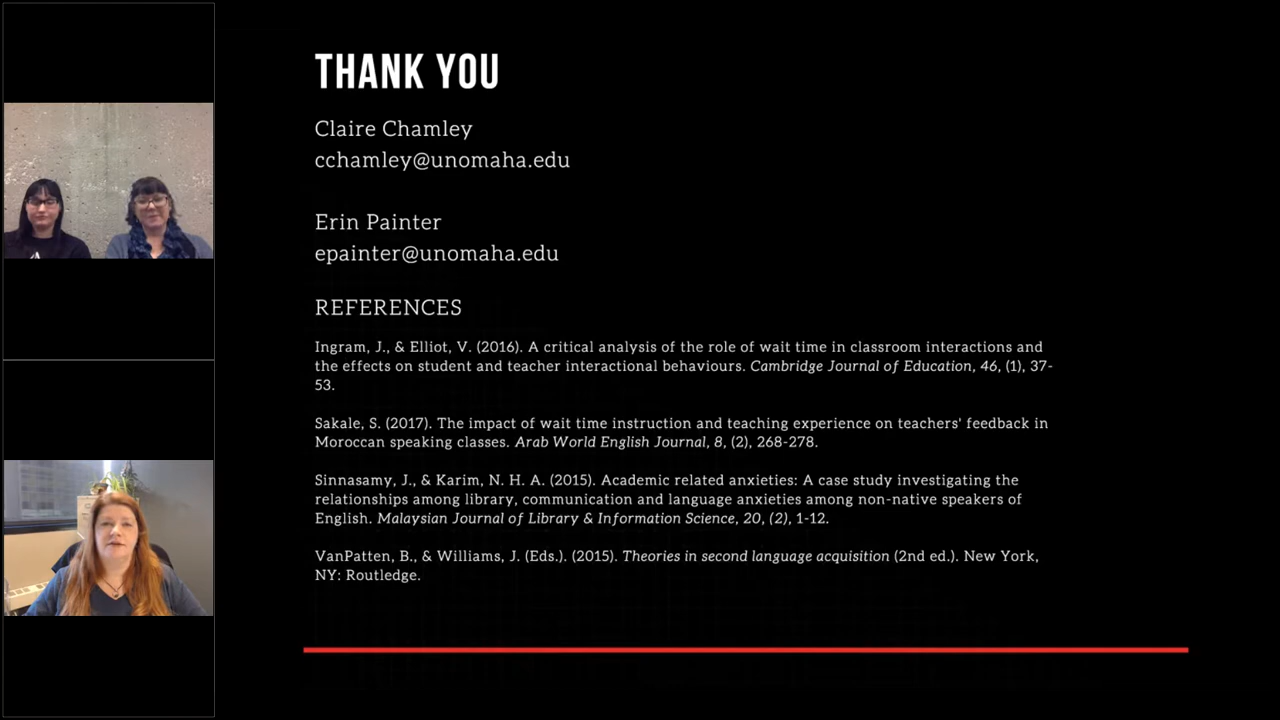 THANK YOU
Claire Chamley
cchamley@unomaha.edu
Erin Painter
epainter@unomaha.edu
REFERENCES
Ingram, J., & Elliot, V. (2016). A critical analysis of the role of wait time in classroom interactions and
the effects on student and teacher interactional behaviours. Cambridge Journal of Education, 46, (1), 37-
53.
Sakale, S. (2017). The impact of wait time instruction and teaching experience on teachers' feedback in
Moroccan speaking classes. Arab World English Journal, 8, (2), 268-278.
Sinnasamy, J., & Karim, N. H. A. (2015). Academic related anxieties: A case study investigating the
relationships among library, communication and language anxieties among non-native speakers of
English. Malaysian Journal of Library & Information Science, 20, (2), 1-12.
VanPatten, B., & Williams, J. (Eds.). (2015). Theories in second language acquisition (2nd ed.). New York,
NY: Routledge.